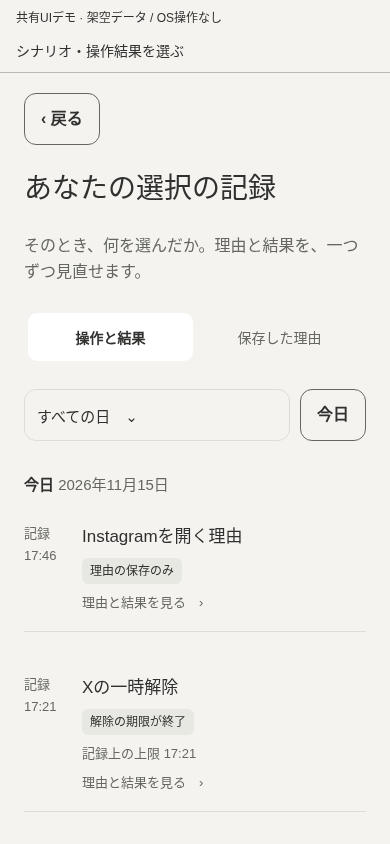 共有UIデモ · 架空データ / OS操作なし
シナリオ・操作結果を選ぶ
‹ 戻る
あなたの選択の記録
そのとき、何を選んだか。理由と結果を、一つ
ずつ見直せます。
操作と結果 保存した理由
すべての日 ⌄ 今日
今日 2026年11月15日
記録
17:46
Instagramを開く理由
理由の保存のみ
理由と結果を見る ›
記録
17:21
Xの一時解除
解除の期限が終了
記録上の上限 17:21
理由と結果を見る ›